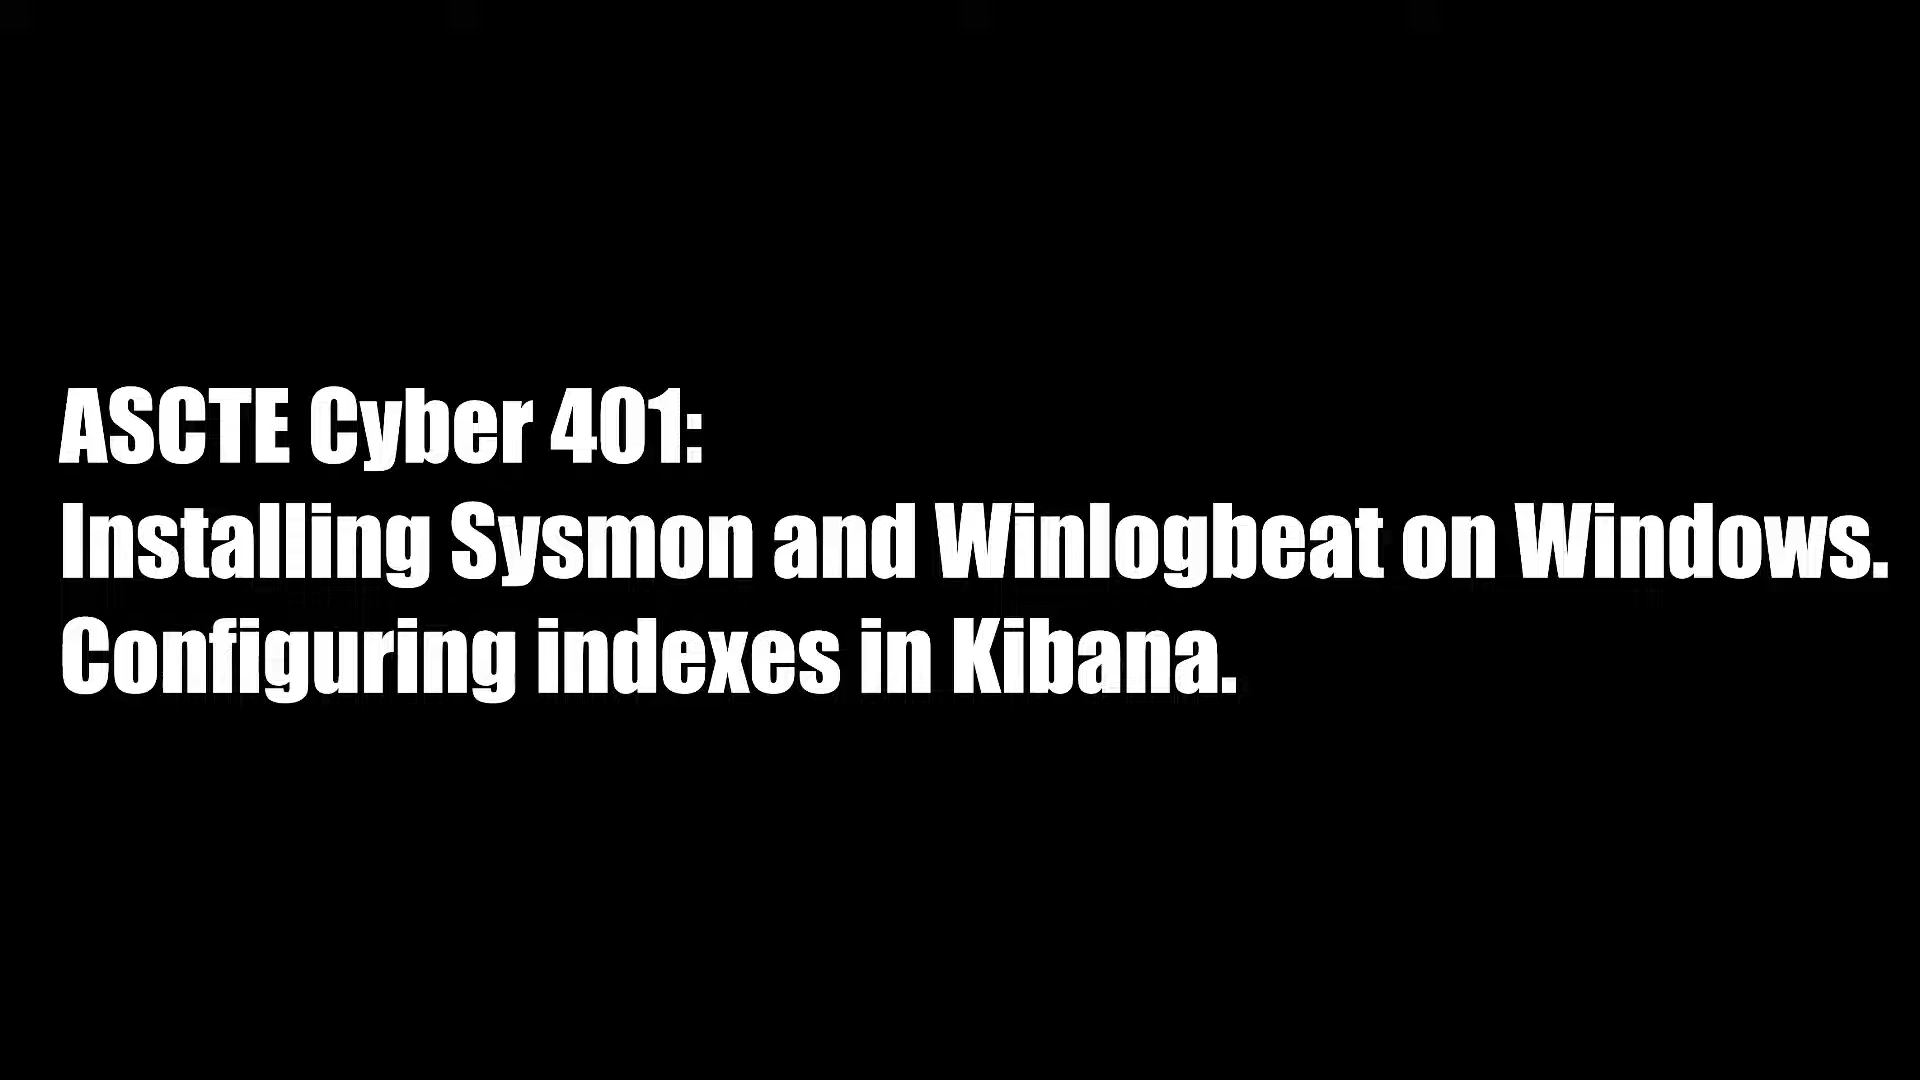 ASCTE Cyber 401:
Installing Sysmon and Winlogbeat on Windows.
Configuring indexes in Kibana.